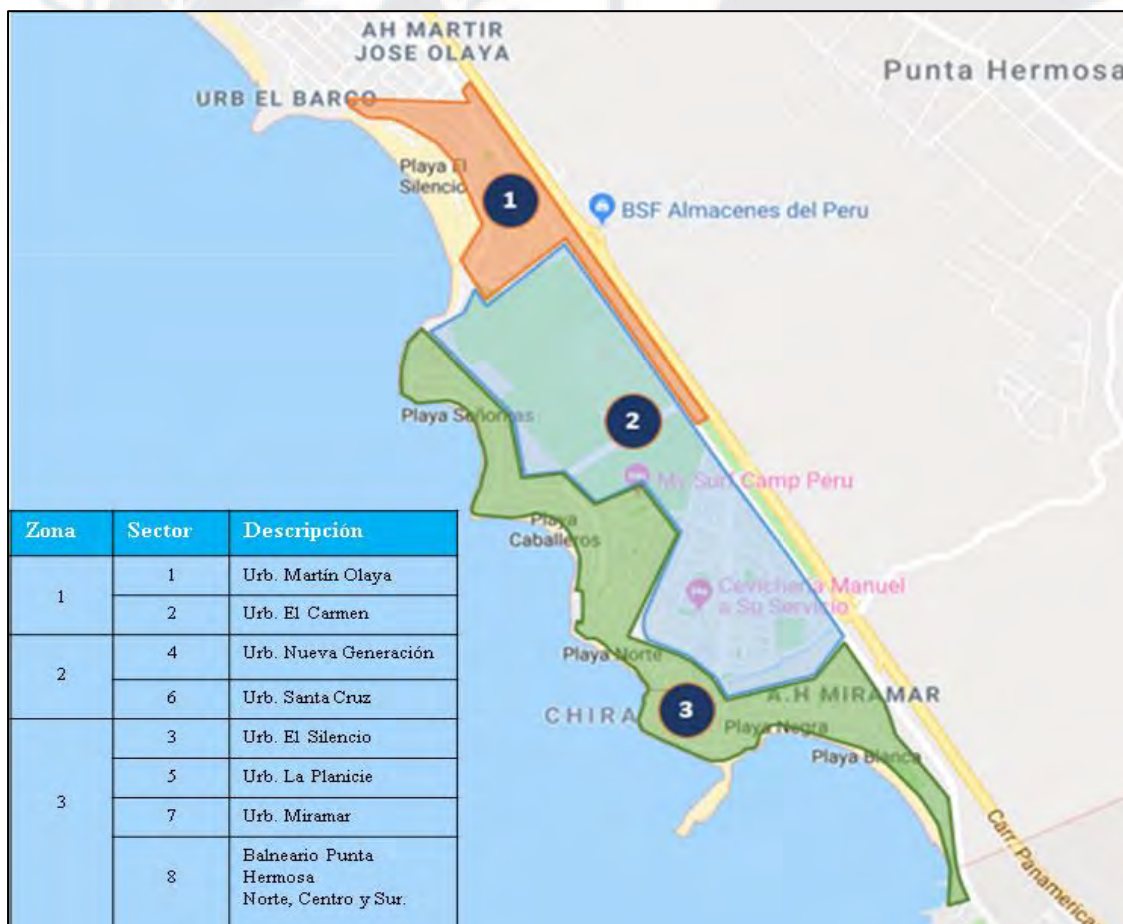 AH MARTIR
JOSE OLAYA
Punta Hermosa
URB EL BARCO
Playa El
Silencio
1
BSF Almacenes del Peru
Playa Señoritas
2
My Surf Camp Peru
Playa
Caballeros
Cevichería Manuel
a Su Servicio
Playa Norte
A.H MIRAMAR
CHIRA
3
Playa Negra
Playa Blanca
Carr. Panamerica
Zona Sector Descripción
1 1 Urb. Martín Olaya
2 Urb. El Carmen
2 4 Urb. Nueva Generación
6 Urb. Santa Cruz
3 3 Urb. El Silencio
5 Urb. La Planicie
7 Urb. Miramar
8 Balneario Punta
Hermosa
Norte, Centro y Sur.